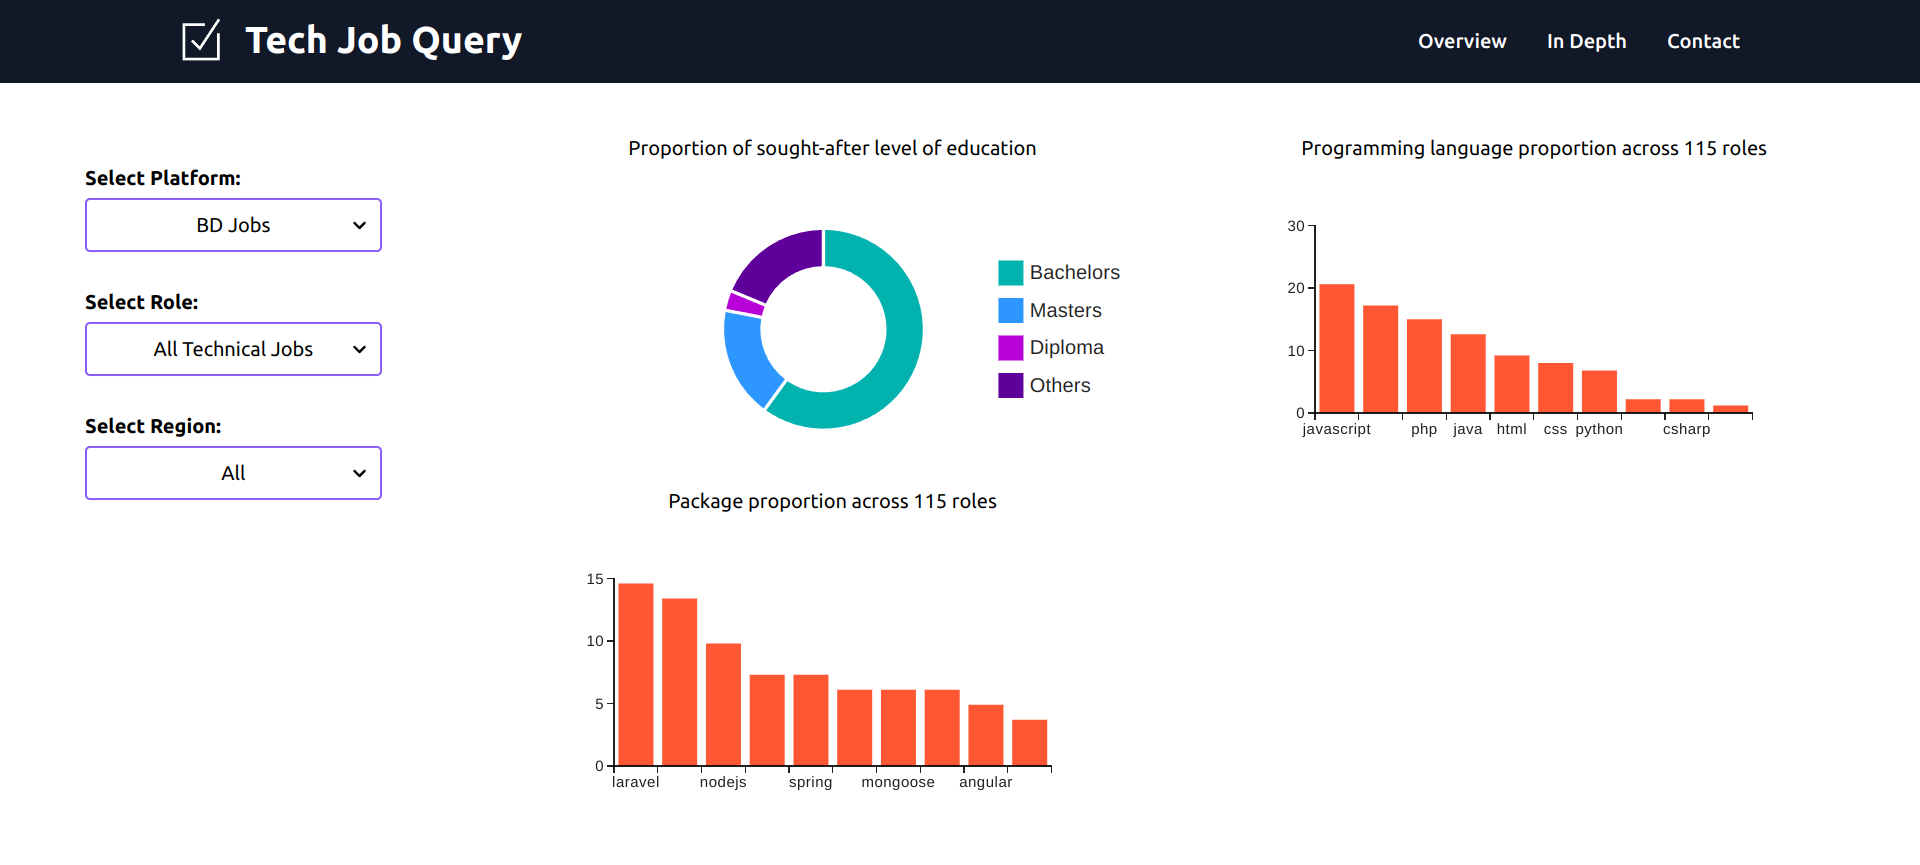 Tech Job Query
Overview
In Depth
Contact
Select Platform:
BD Jobs
Select Role:
All Technical Jobs
Select Region:
All
Proportion of sought-after level of education
Bachelors
Masters
Diploma
Others
Programming language proportion across 115 roles
30
20
10
0
javascript php java html css python csharp
Package proportion across 115 roles
15
10
5
0
laravel nodejs spring mongoose angular